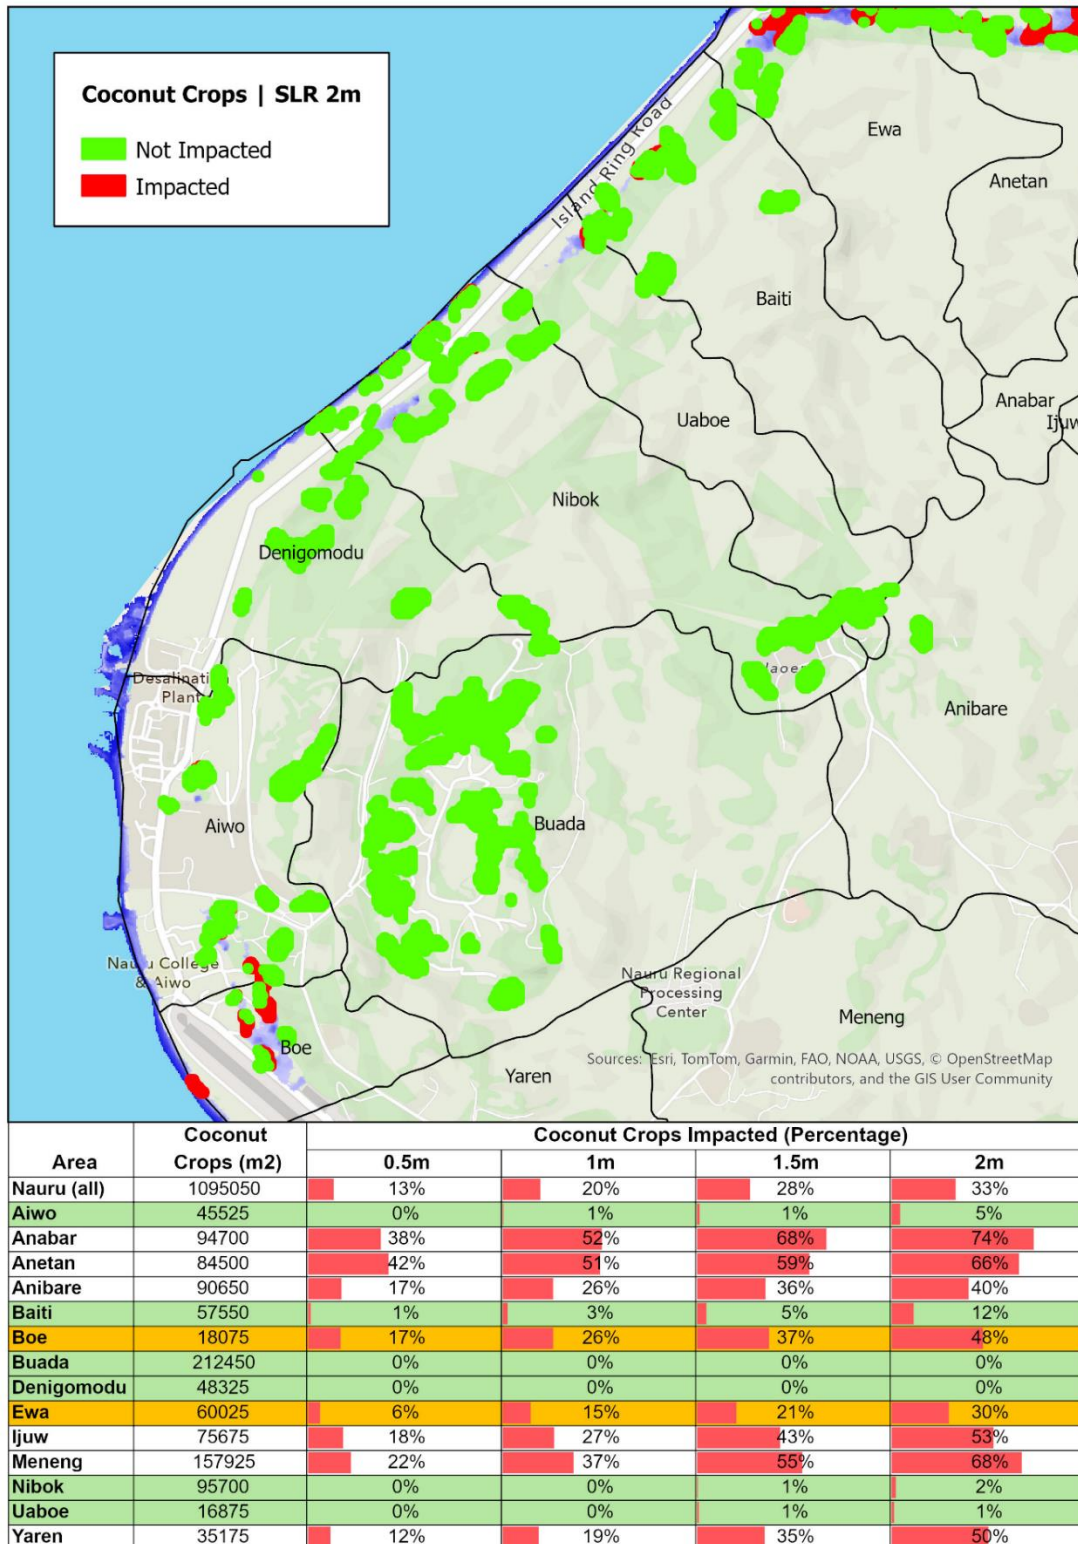 Coconut Crops | SLR 2m
Not Impacted
Impacted
Island Ring Road
Ewa
Anetan
Baiti
Anabar
Ijuw
Uaboe
Nibok
Denigomodu
Desalination
Plant
Anibare
Aiwo
Buada
Nauru College
& Aiwo
Nauru Regional
Processing
Center
Meneng
Boe
Yaren
Sources: Esri, TomTom, Garmin, FAO, NOAA, USGS, © OpenStreetMap
contributors, and the GIS User Community
Coconut Coconut Crops Impacted (Percentage)
Area Crops (m2) 0.5m 1m 1.5m 2m
Nauru (all) 1095050 13% 20% 28% 33%
Aiwo 45525 0% 1% 1% 5%
Anabar 94700 38% 52% 68% 74%
Anetan 84500 42% 51% 59% 66%
Anibare 90650 17% 26% 36% 40%
Baiti 57550 1% 3% 5% 12%
Boe 18075 17% 26% 37% 48%
Buada 212450 0% 0% 0% 0%
Denigomodu 48325 0% 0% 0% 0%
Ewa 60025 6% 15% 21% 30%
Ijuw 75675 18% 27% 43% 53%
Meneng 157925 22% 37% 55% 68%
Nibok 95700 0% 0% 1% 2%
Uaboe 16875 0% 0% 1% 1%
Yaren 35175 12% 19% 35% 50%